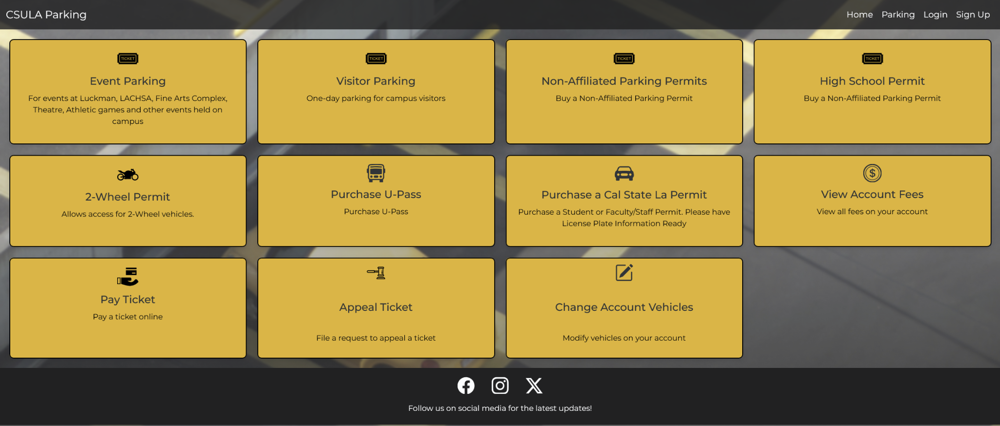 CSULA Parking
Home Parking Login Sign Up
TICKET
Event Parking
For events at Luckman, LACHSA, Fine Arts Complex,
Theatre, Athletic games and other events held on
campus
TICKET
Visitor Parking
One-day parking for campus visitors
TICKET
Non-Affiliated Parking Permits
Buy a Non-Affiliated Parking Permit
TICKET
High School Permit
Buy a Non-Affiliated Parking Permit
2-Wheel Permit
Allows access for 2-Wheel vehicles.
Purchase U-Pass
Purchase U-Pass
Purchase a Cal State La Permit
Purchase a Student or Faculty/Staff Permit. Please have
License Plate Information Ready
View Account Fees
View all fees on your account
Pay Ticket
Pay a ticket online
Appeal Ticket
File a request to appeal a ticket
Change Account Vehicles
Modify vehicles on your account
Follow us on social media for the latest updates!